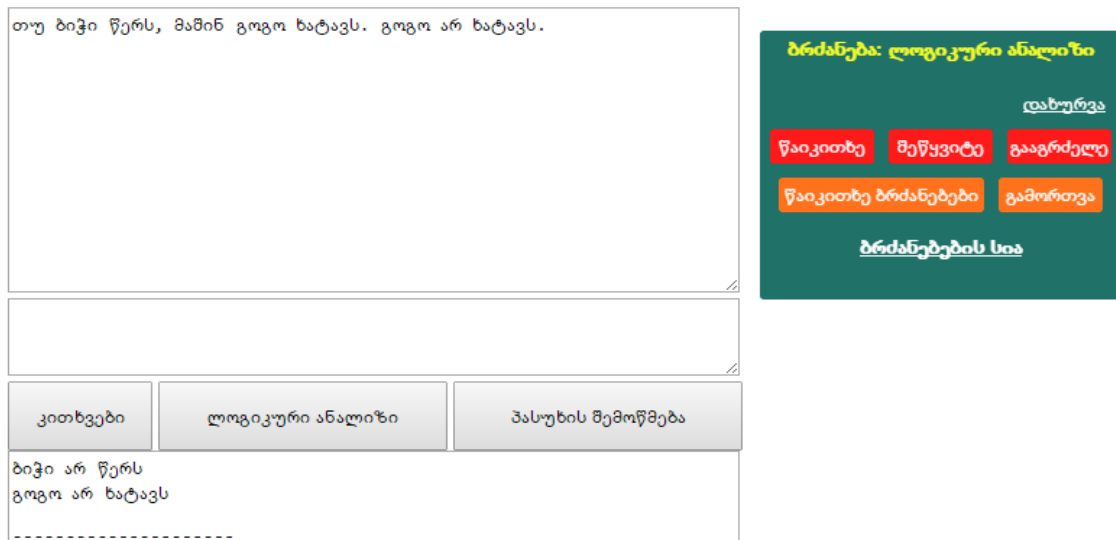 თუ ბიჭი წერს, მაშინ გოგო ხატავს. გოგო არ ხატავს.
ბრძანება: ლოგიკური ანალიზი
დახურვა
წაიკითხე შეწყვიტე გააგრძელე
წაიკითხე ბრძანებები გამორთვა
ბრძანებების სია
კითხვები ლოგიკური ანალიზი პასუხის შემოწმება
ბიჭი არ წერს
გოგო არ ხატავს
---------------------